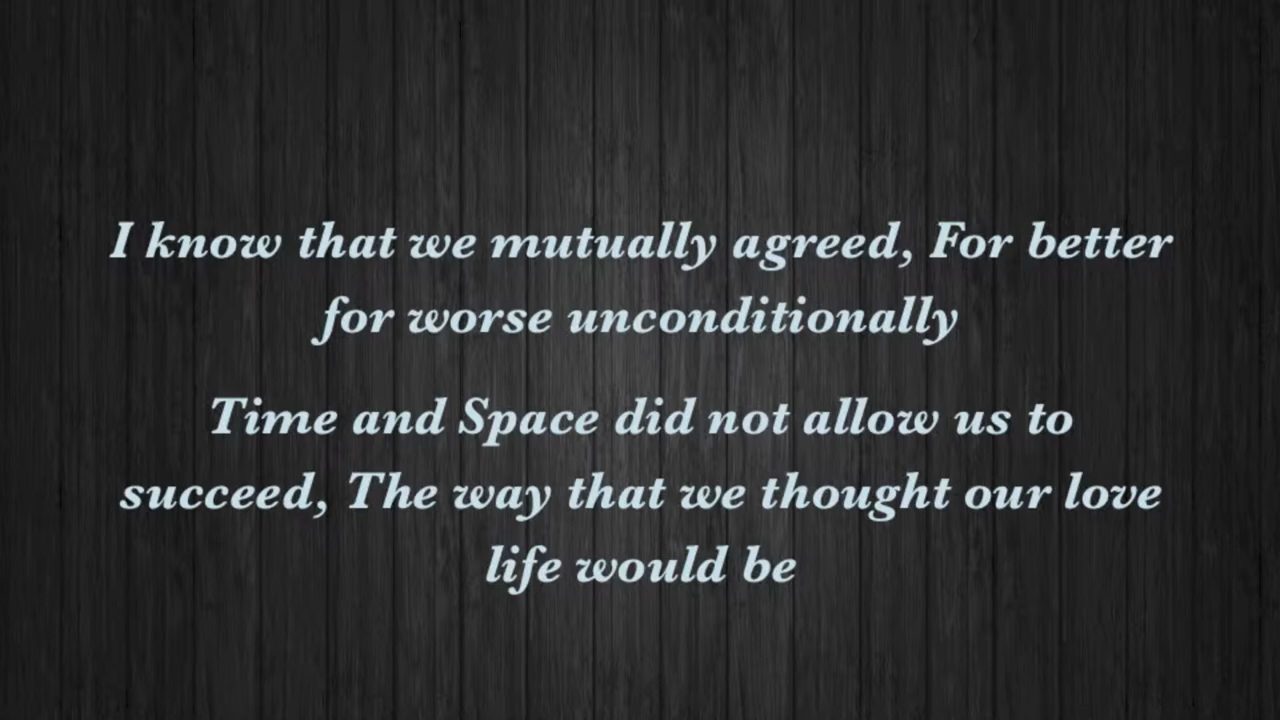 I know that we mutually agreed, For better
for worse unconditionally
Time and Space did not allow us to
succeed, The way that we thought our love
life would be